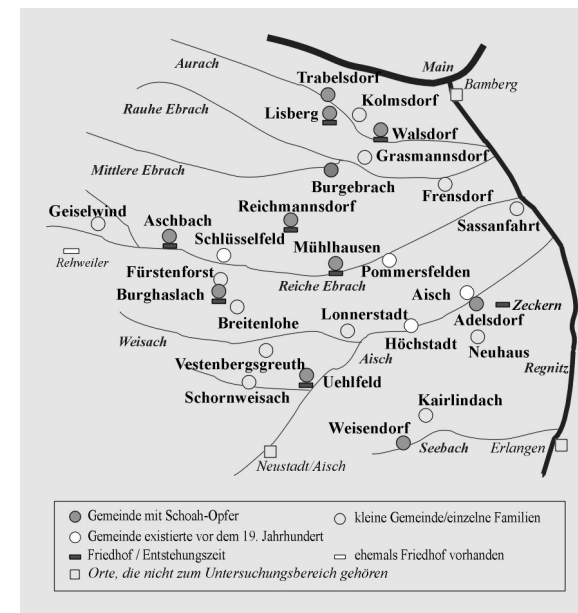 Aurach
Main
Trabelsdorf
Bamberg
Rauhe Ebrach
Kolmsdorf
Lisberg
Walsdorf
Grasmannsdorf
Mittlere Ebrach
Burgebrach
Frensdorf
Geiselwind
Reichmannsdorf
Aschbach
Sassanfahrt
Schlüsselfeld
Mühlhausen
Rehweiler
Pommersfelden
Fürstenforst
Reiche Ebrach
Aisch
Burghaslach
Zeckern
Lonnerstadt
Adelsdorf
Breitenlohe
Weisach
Höchstadt
Neuhaus
Aisch
Vestenbergsgreuth
Regnitz
Uehlfeld
Schornweisach
Kairlindach
Weisendorf
Seebach
Erlangen
Neustadt/Aisch
Gemeinde mit Schoah-Opfer
kleine Gemeinde/einzelne Familien
Gemeinde existierte vor dem 19. Jahrhundert
Friedhof / Entstehungszeit
ehemals Friedhof vorhanden
Orte, die nicht zum Untersuchungsbereich gehören